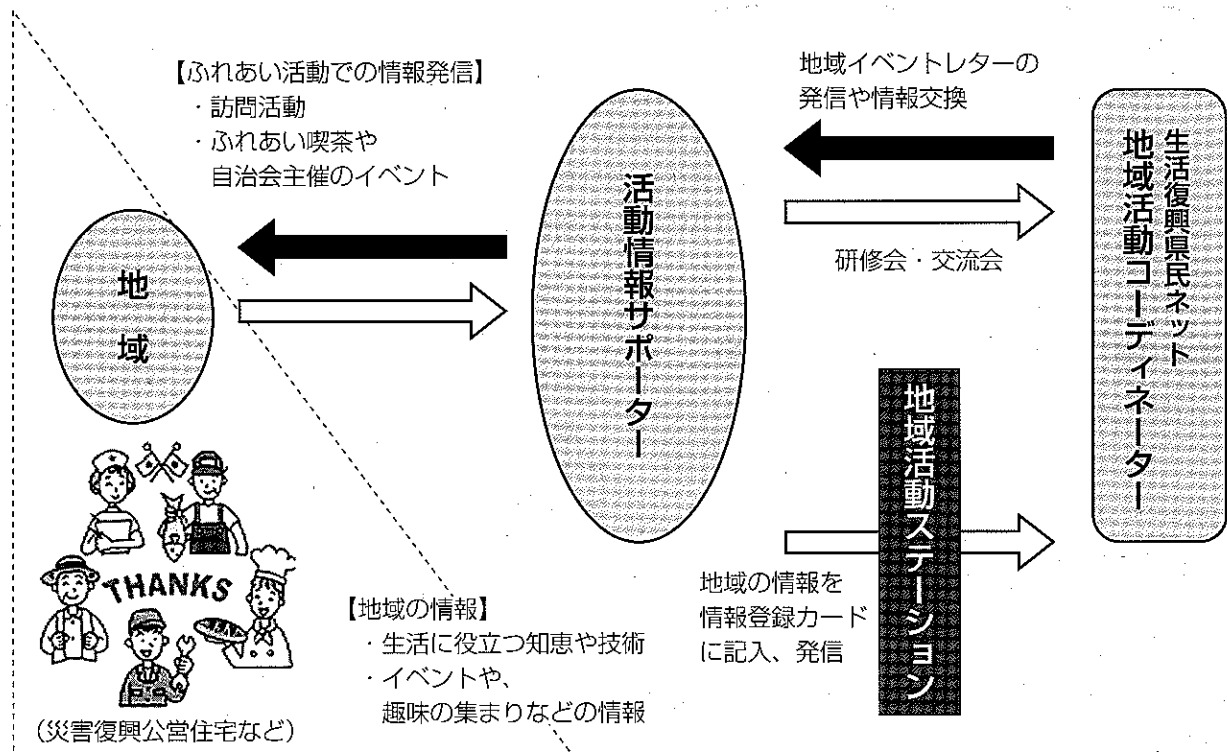 【ふれあい活動での情報発信】
・訪問活動
・ふれあい喫茶や
自治会主催のイベント
地域イベントレターの
発信や情報交換
地域
活動情報サポーター
生活復興県民ネット
地域活動コーディネーター
研修会・交流会
地域活動ステーション
地域の情報を
情報登録カード
に記入、発信
THANKS
【地域の情報】
・生活に役立つ知恵や技術
・イベントや、
趣味の集まりなどの情報
(災害復興公営住宅など)